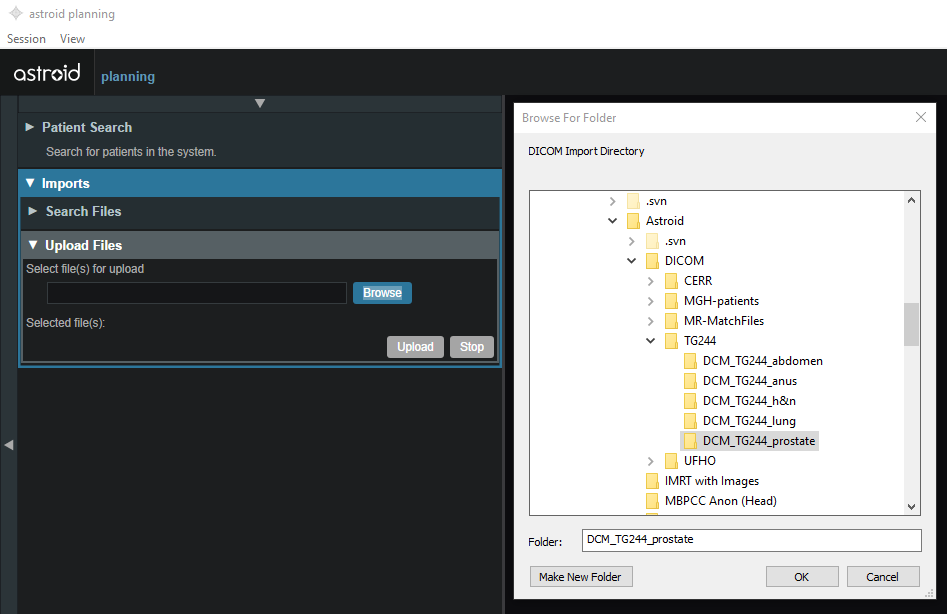 astroid planning
Session View
astroid planning
Patient Search
Search for patients in the system.
Imports
Search Files
Upload Files
Select file(s) for upload
Browse
Selected file(s):
Upload Stop
Browse For Folder
DICOM Import Directory
.svn
Astroid
.svn
DICOM
CERR
MGH-patients
MR-MatchFiles
TG244
DCM_TG244_abdomen
DCM_TG244_anus
DCM_TG244_h&n
DCM_TG244_lung
DCM_TG244_prostate
UFHO
IMRT with Images
MBPCC Anon (Head)
Folder: DCM_TG244_prostate
Make New Folder OK Cancel